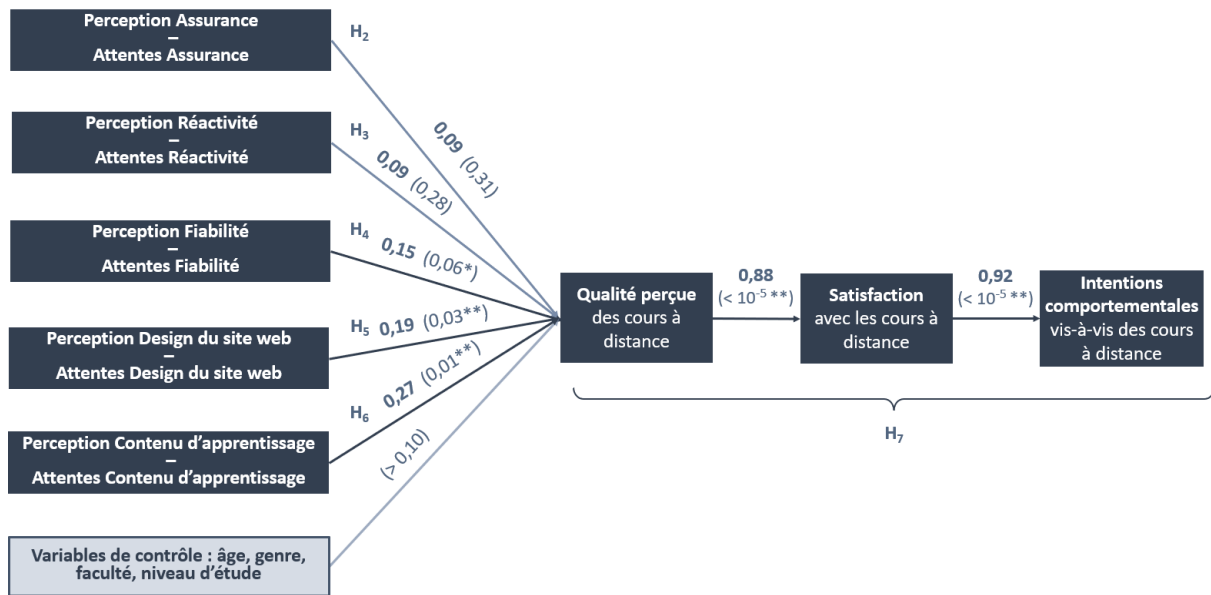 Perception Assurance
–
Attentes Assurance
H2
0,09 (0,31)
Perception Réactivité
–
Attentes Réactivité
H3
0,09 (0,28)
Perception Fiabilité
–
Attentes Fiabilité
H4 0,15 (0,06*)
Perception Design du site web
–
Attentes Design du site web
H5 0,19 (0,03**)
Perception Contenu d'apprentissage
–
Attentes Contenu d'apprentissage
H6 0,27 (0,01**)
Variables de contrôle : âge, genre,
faculté, niveau d'étude
(> 0,10)
Qualité perçue
des cours à
distance
0,88
(< 10⁻⁵ **)
Satisfaction
avec les cours à
distance
0,92
(< 10⁻⁵ **)
Intentions
comportementales
vis-à-vis des cours
à distance
H7